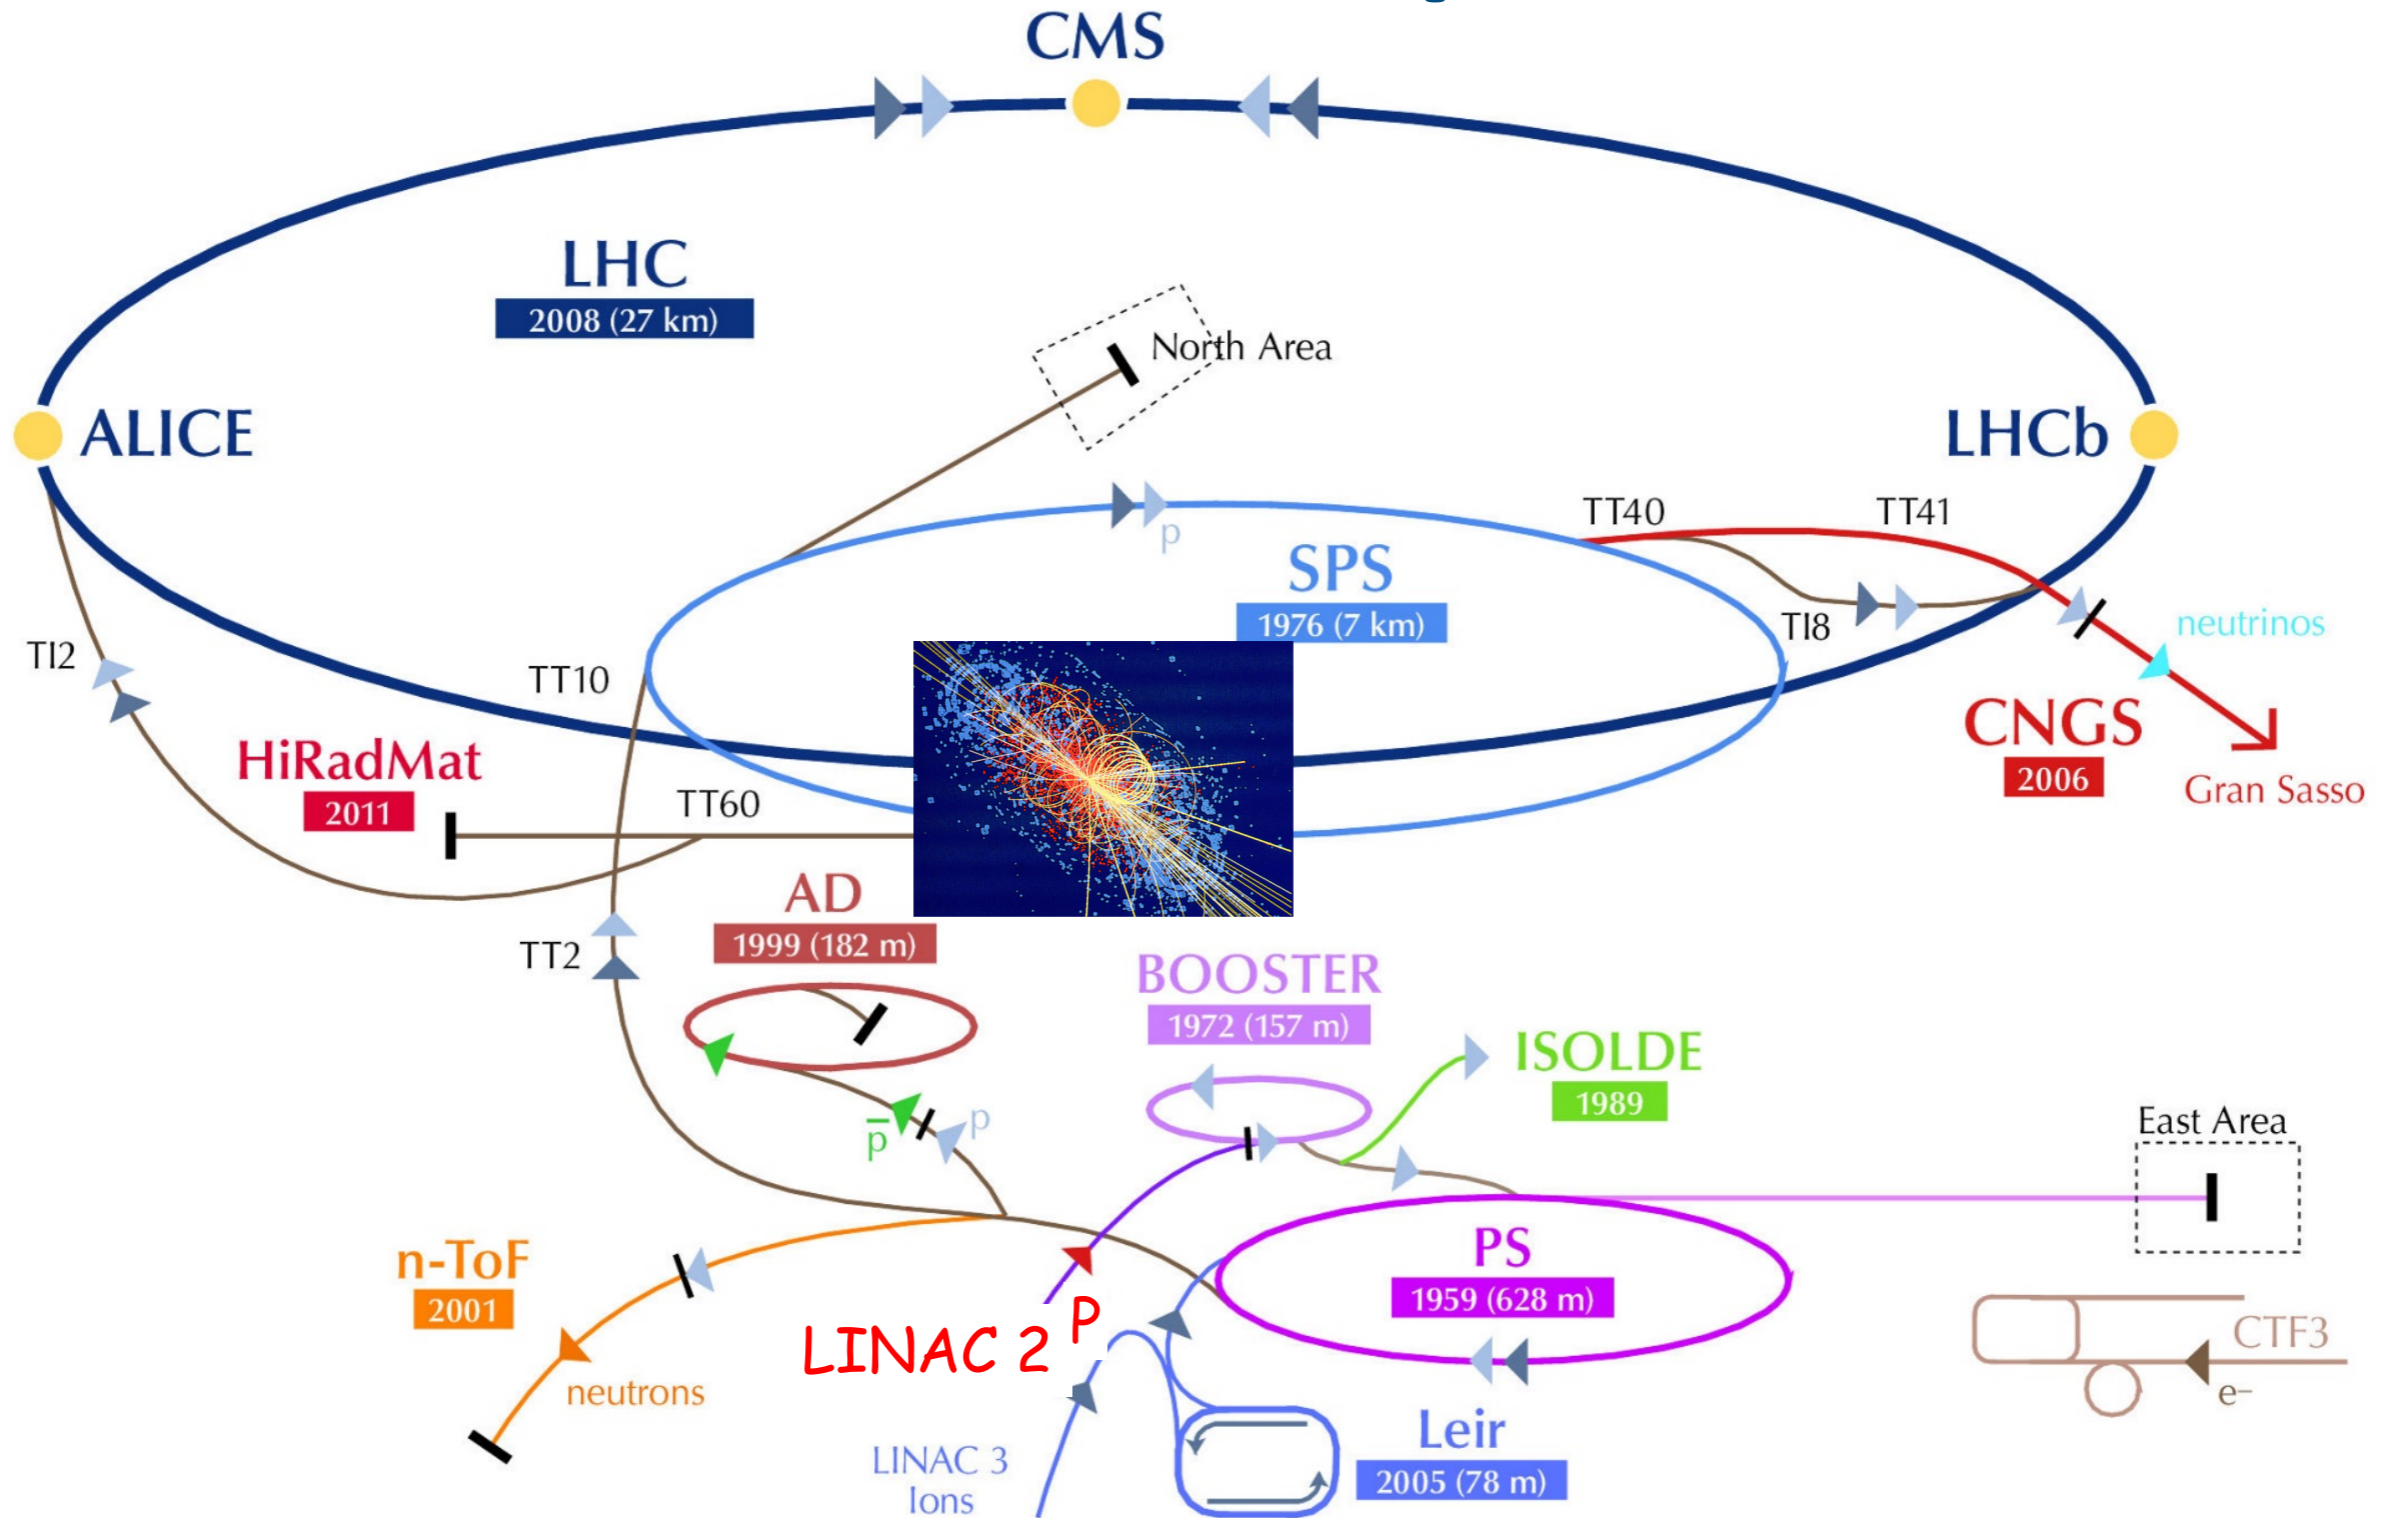 CMS
LHC
2008 (27 km)
North Area
ALICE
LHCb
TT40
TT41
p
SPS
1976 (7 km)
TI8
neutrinos
TI2
TT10
CNGS
2006
Gran Sasso
HiRadMat
2011
TT60
AD
1999 (182 m)
TT2
BOOSTER
1972 (157 m)
ISOLDE
1989
p
p̅
East Area
n-ToF
2001
PS
1959 (628 m)
P
LINAC 2
neutrons
CTF3
e−
Leir
2005 (78 m)
LINAC 3
Ions